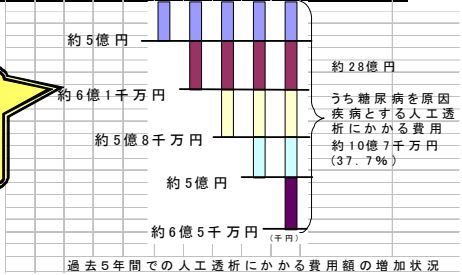 約5億円
約6億1千万円
約5億8千万円
約5億円
約6億5千万円
(千円)
約28億円
うち糖尿病を原因
疾病とする人工透
析にかかる費用
約10億7千万円
(37.7%)
過去5年間での人工透析にかかる費用額の増加状況